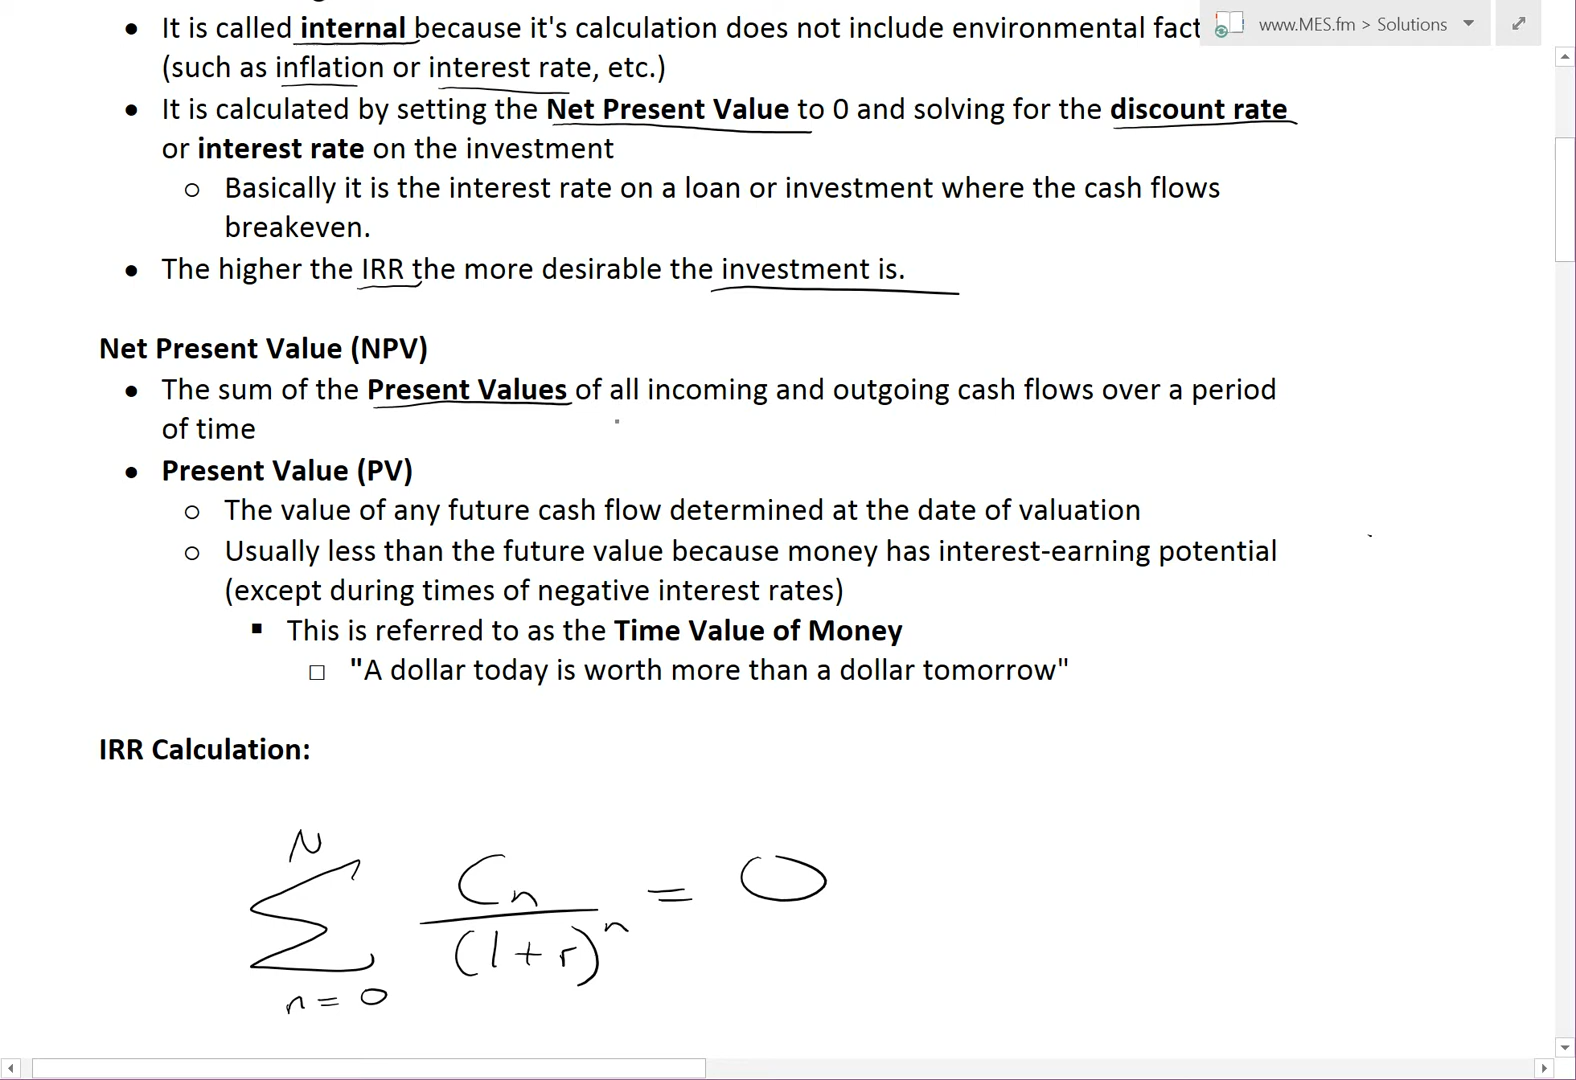 • It is called internal because it's calculation does not include environmental fact
www.MES.fm > Solutions
(such as inflation or interest rate, etc.)
• It is calculated by setting the Net Present Value to 0 and solving for the discount rate
or interest rate on the investment
○ Basically it is the interest rate on a loan or investment where the cash flows
breakeven.
• The higher the IRR the more desirable the investment is.
Net Present Value (NPV)
• The sum of the Present Values of all incoming and outgoing cash flows over a period
of time
• Present Value (PV)
○ The value of any future cash flow determined at the date of valuation
○ Usually less than the future value because money has interest-earning potential
(except during times of negative interest rates)
▪ This is referred to as the Time Value of Money
□ "A dollar today is worth more than a dollar tomorrow"
IRR Calculation:
N
∑ Cn / (1 + r)^n = 0
n = 0